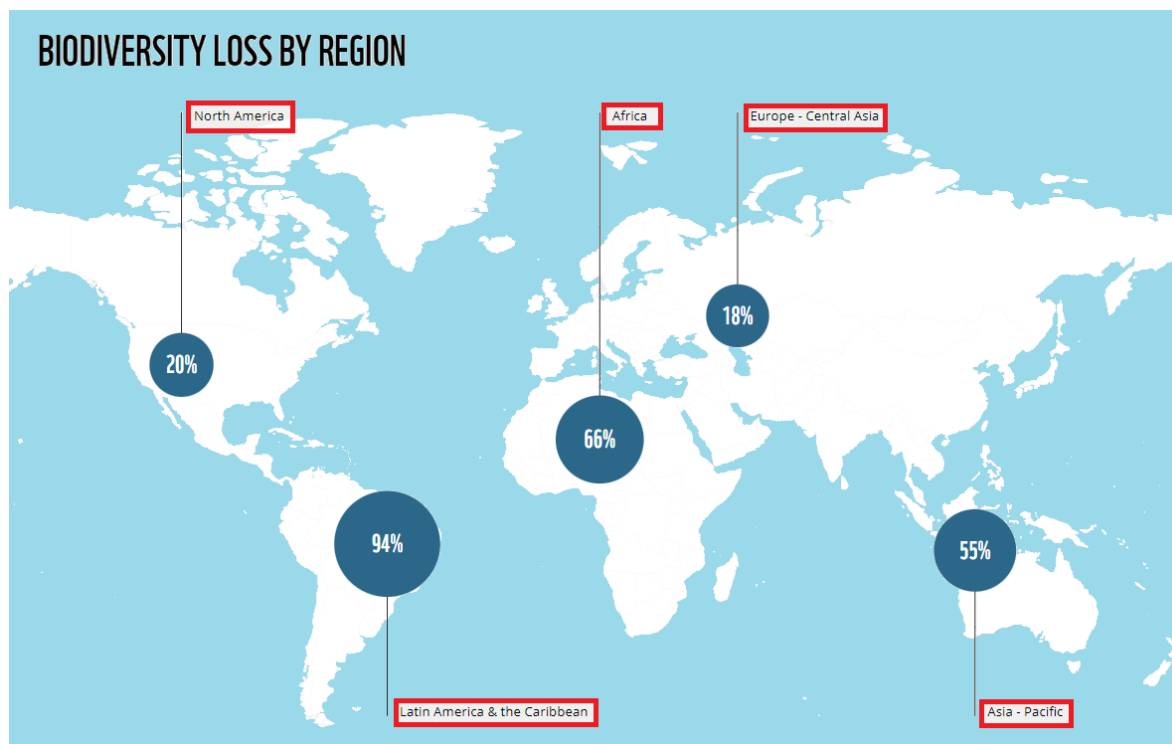 BIODIVERSITY LOSS BY REGION
North America
Africa
Europe - Central Asia
18%
20%
66%
94%
55%
Latin America & the Caribbean
Asia - Pacific